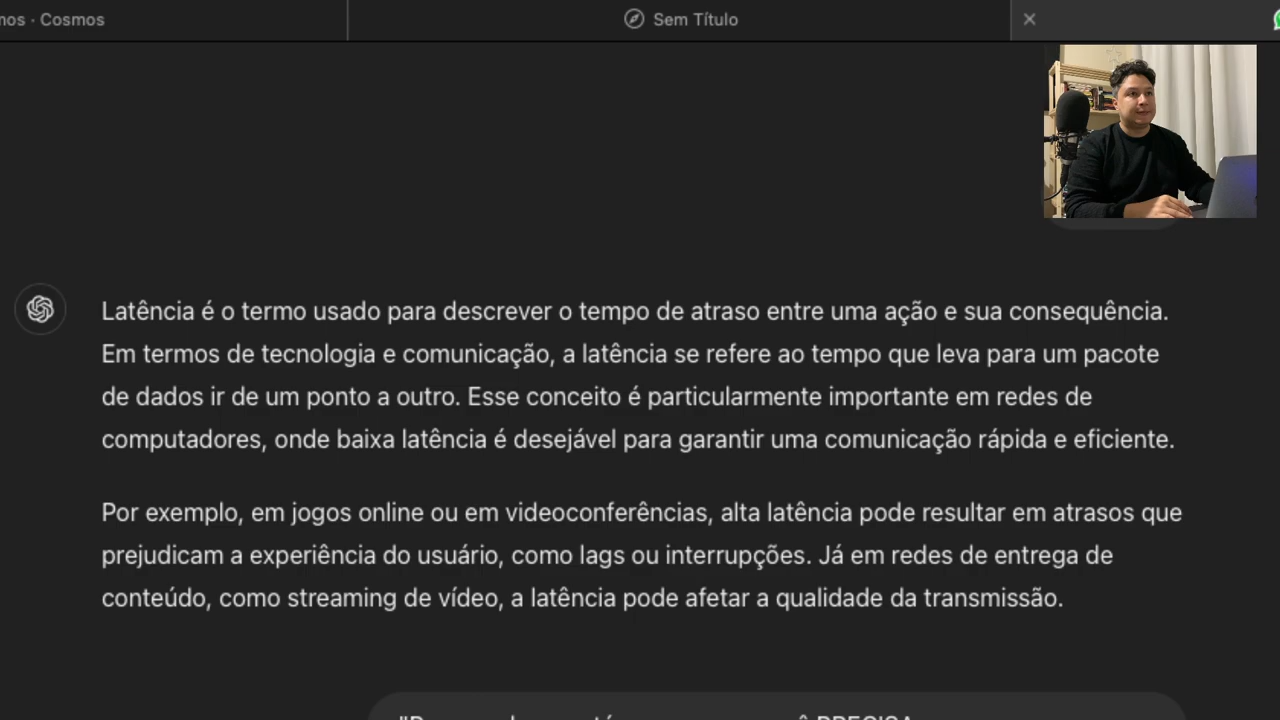 mos · Cosmos
Sem Título
Latência é o termo usado para descrever o tempo de atraso entre uma ação e sua consequência.
Em termos de tecnologia e comunicação, a latência se refere ao tempo que leva para um pacote
de dados ir de um ponto a outro. Esse conceito é particularmente importante em redes de
computadores, onde baixa latência é desejável para garantir uma comunicação rápida e eficiente.
Por exemplo, em jogos online ou em videoconferências, alta latência pode resultar em atrasos que
prejudicam a experiência do usuário, como lags ou interrupções. Já em redes de entrega de
conteúdo, como streaming de vídeo, a latência pode afetar a qualidade da transmissão.
PRECISA